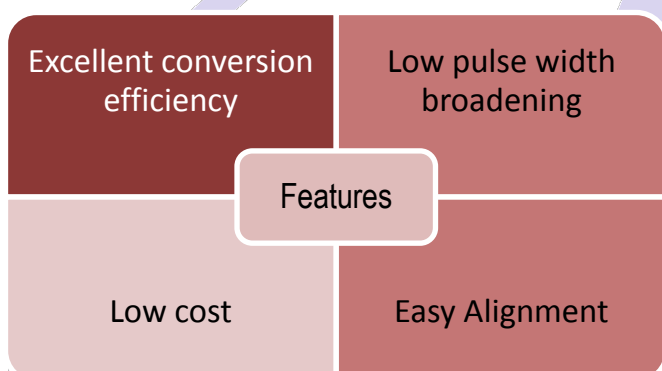 Excellent conversion
efficiency
Low pulse width
broadening
Features
Low cost
Easy Alignment